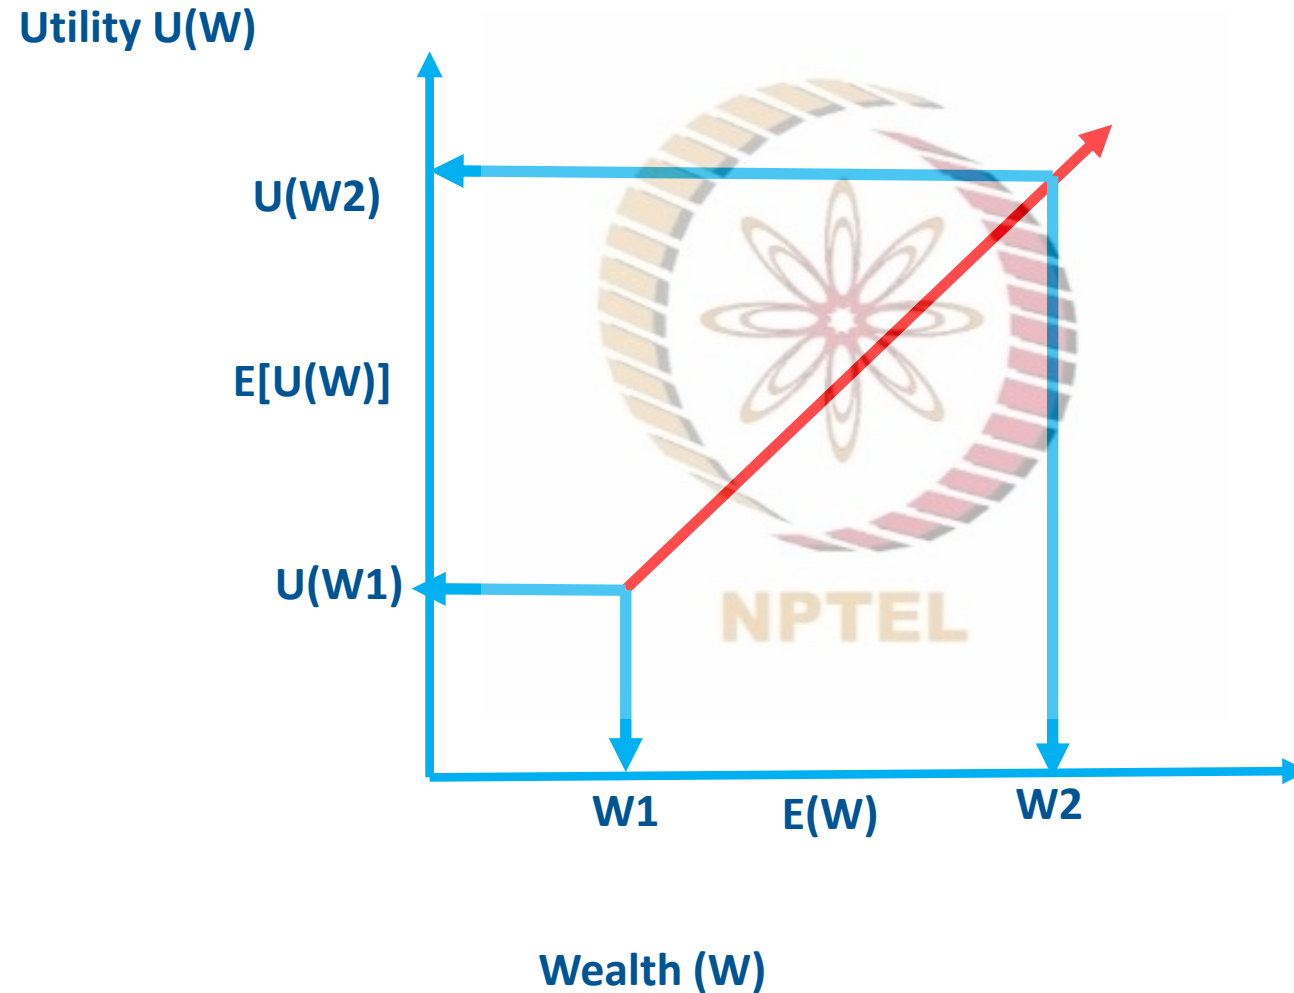 Utility U(W)
U(W2)
E[U(W)]
U(W1)
NPTEL
W1
E(W)
W2
Wealth (W)